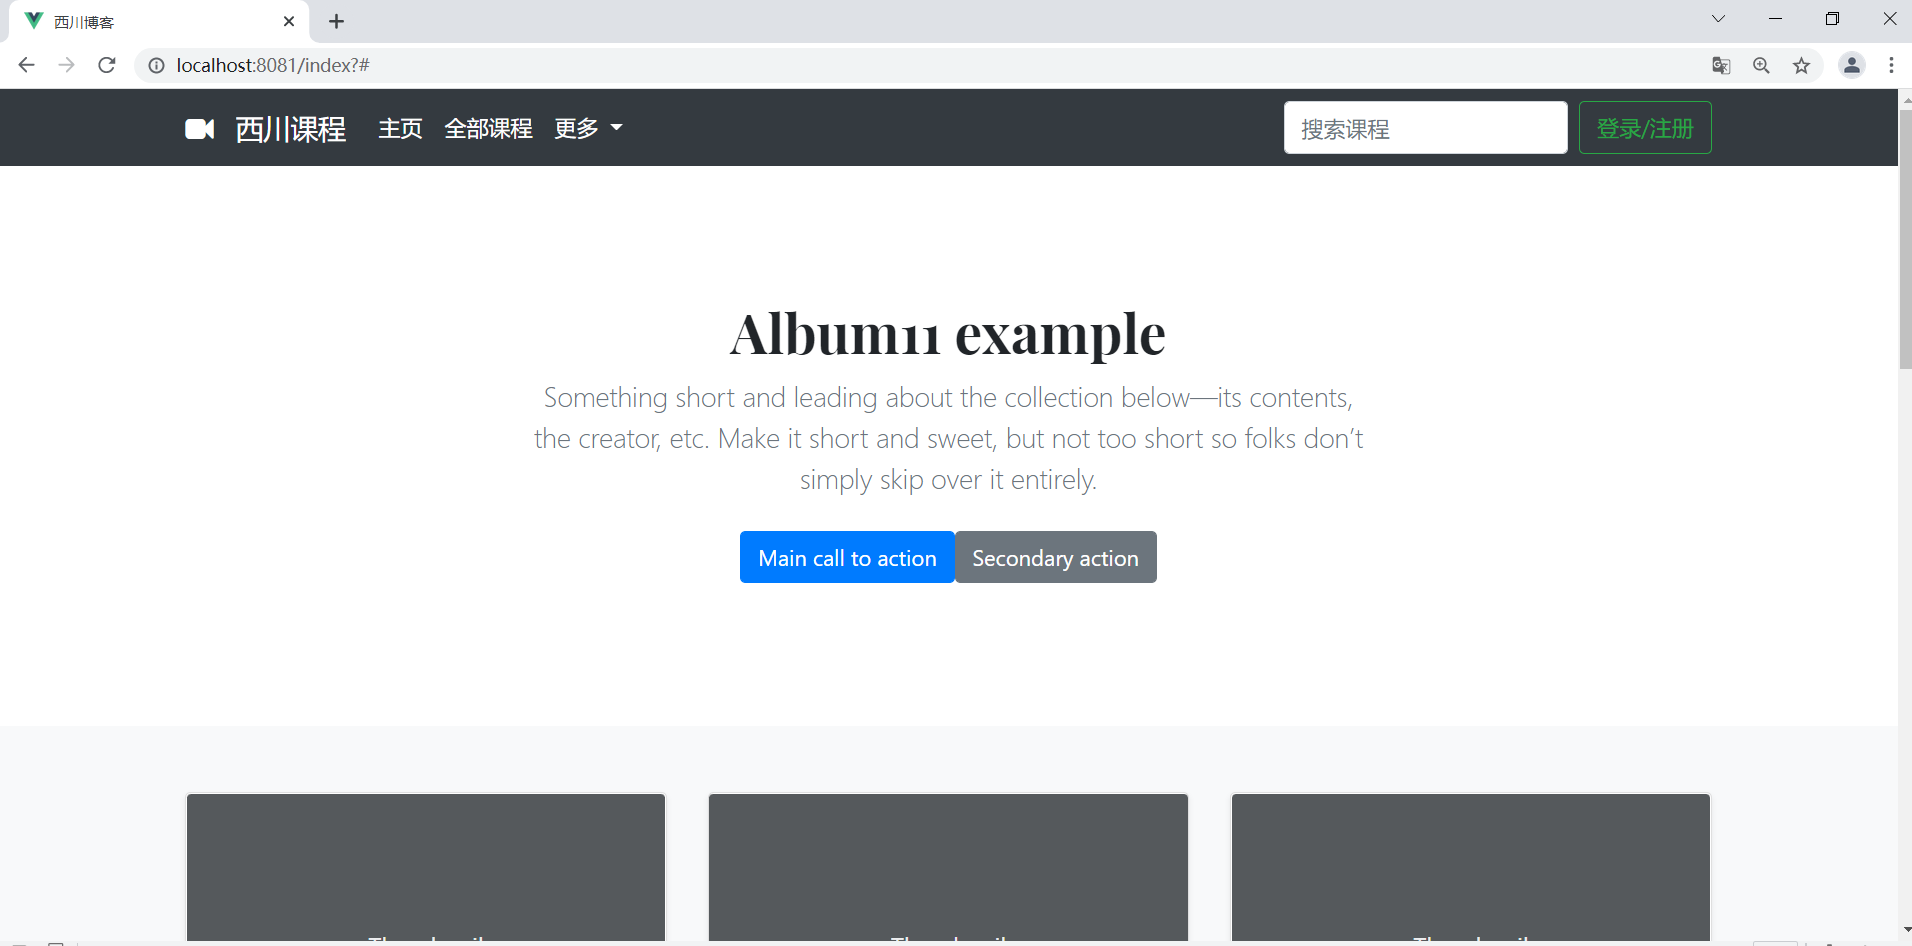 西川博客
localhost:8081/index?#
西川课程 主页 全部课程 更多 搜索课程 登录/注册
Album11 example
Something short and leading about the collection below—its contents,
the creator, etc. Make it short and sweet, but not too short so folks don’t
simply skip over it entirely.
Main call to action Secondary action